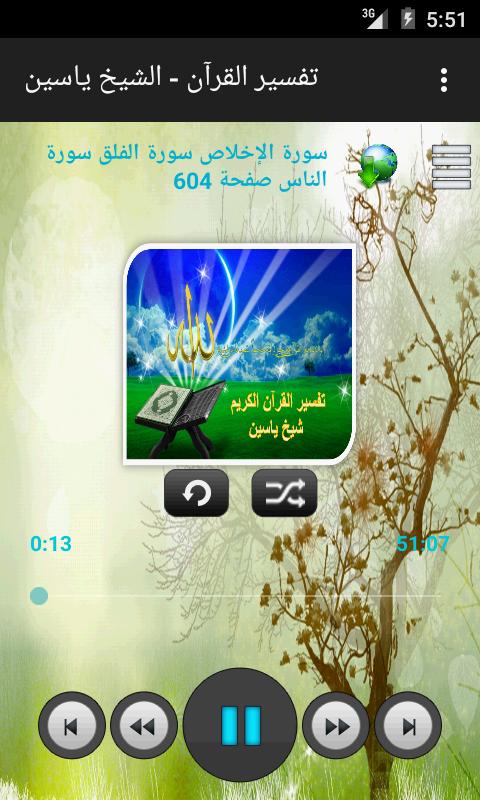 3G 5:51
تفسير القرآن - الشيخ ياسين
سورة الإخلاص سورة الفلق سورة
الناس صفحة 604
الله
تفسير القرآن الكريم
شيخ ياسين
0:13
51:07